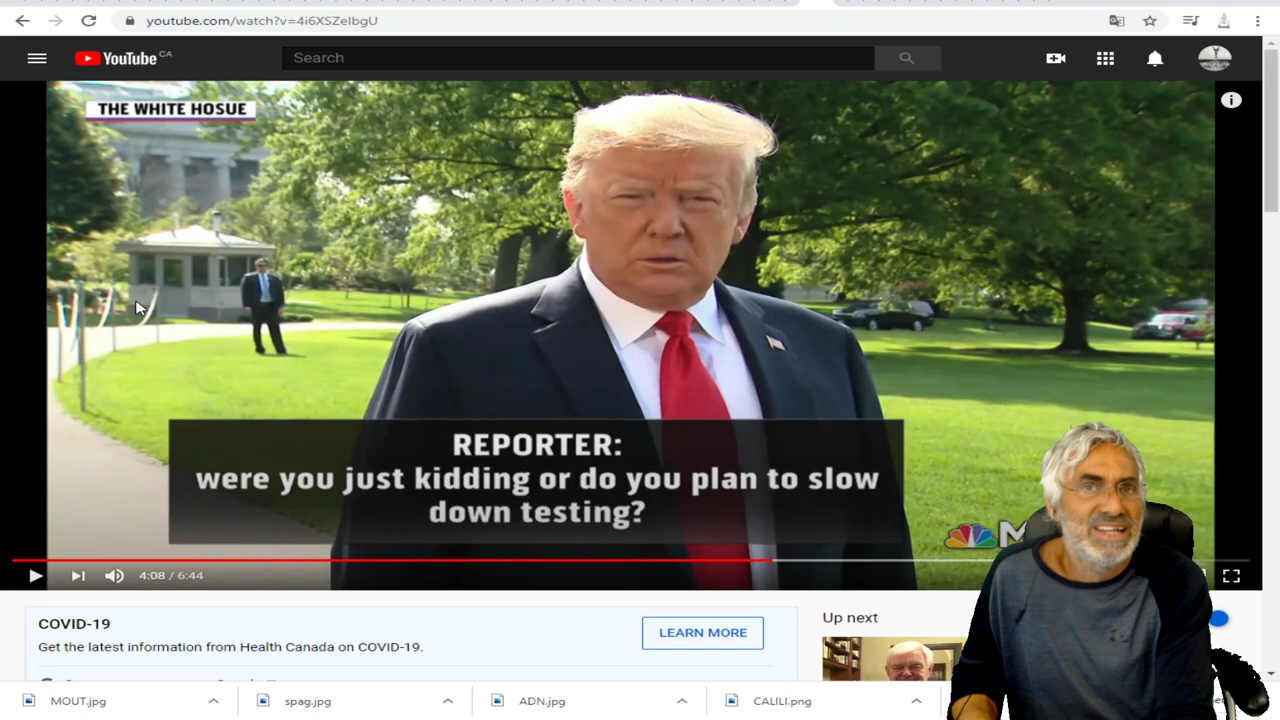 youtube.com/watch?v=4i6XSZeIbgU
YouTube CA
Search
THE WHITE HOSUE
REPORTER:
were you just kidding or do you plan to slow
down testing?
4:08 / 6:44
COVID-19
Get the latest information from Health Canada on COVID-19.
LEARN MORE
Up next
MOUT.jpg
spag.jpg
ADN.jpg
CALILI.png